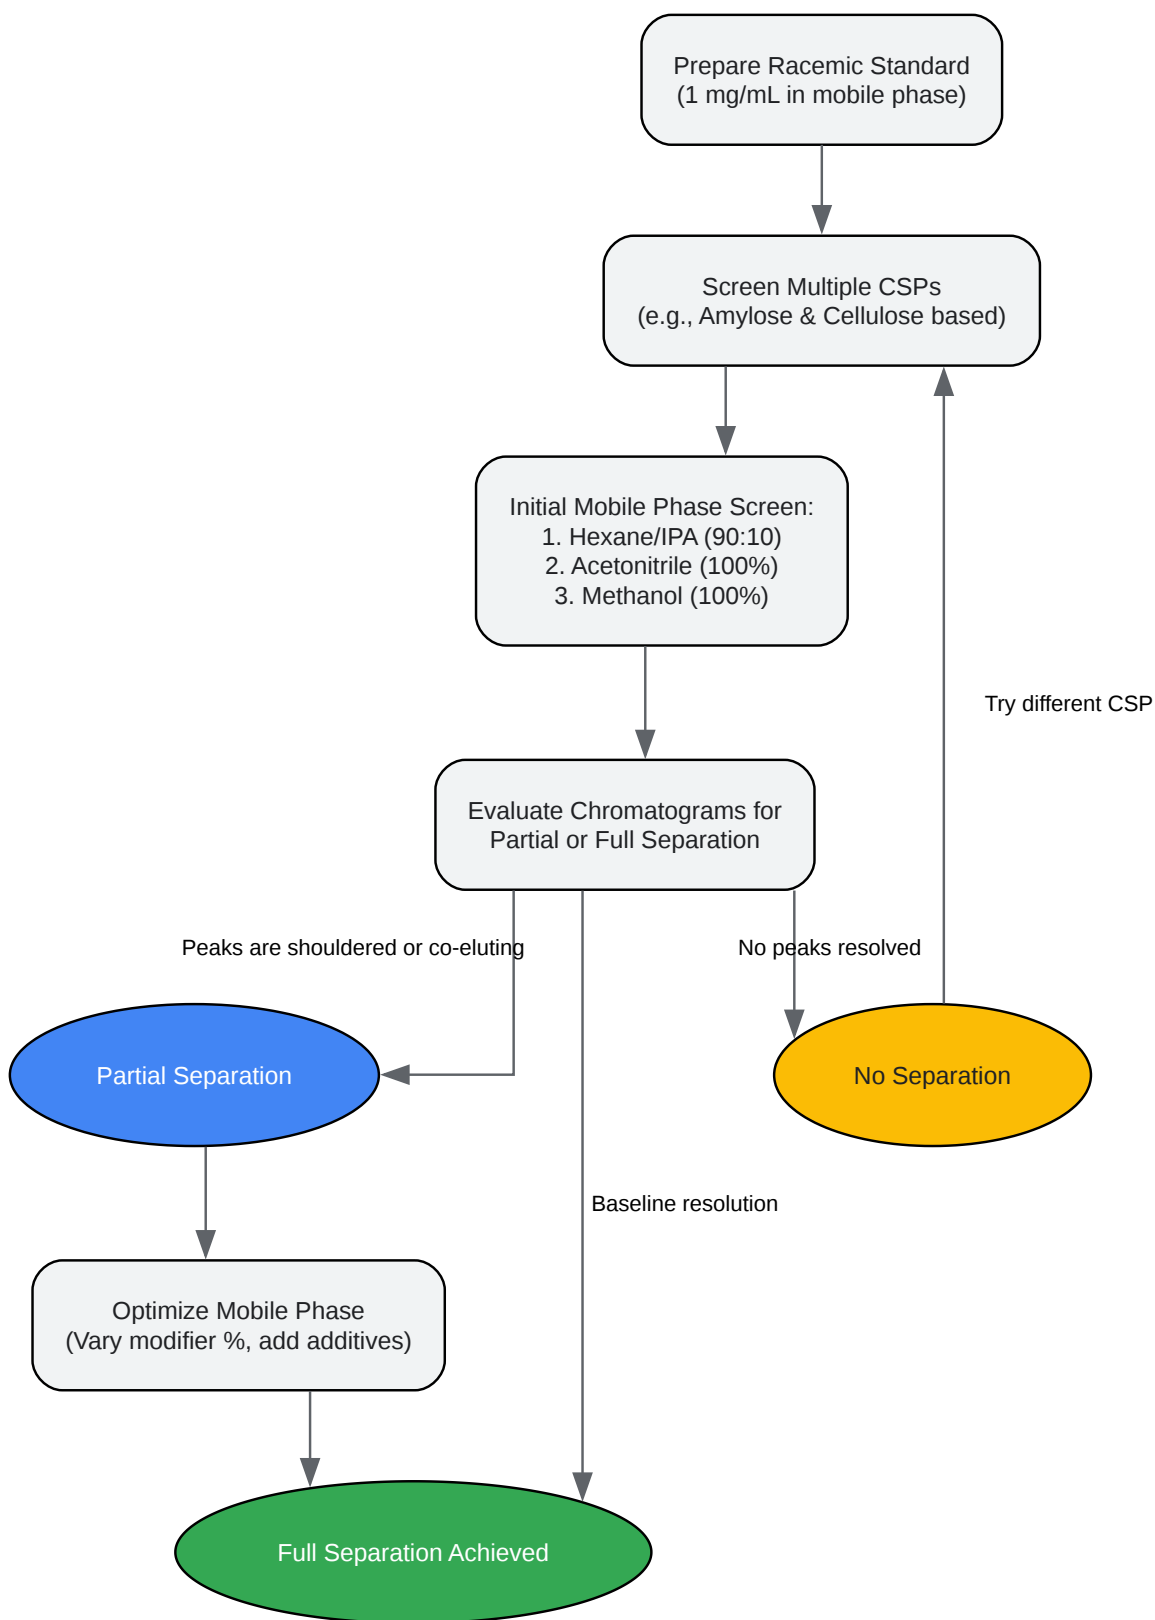 Prepare Racemic Standard
(1 mg/mL in mobile phase)
Screen Multiple CSPs
(e.g., Amylose & Cellulose based)
Initial Mobile Phase Screen:
1. Hexane/IPA (90:10)
2. Acetonitrile (100%)
3. Methanol (100%)
Try different CSP
Evaluate Chromatograms for
Partial or Full Separation
Peaks are shouldered or co-eluting
No peaks resolved
Partial Separation
No Separation
Baseline resolution
Optimize Mobile Phase
(Vary modifier %, add additives)
Full Separation Achieved